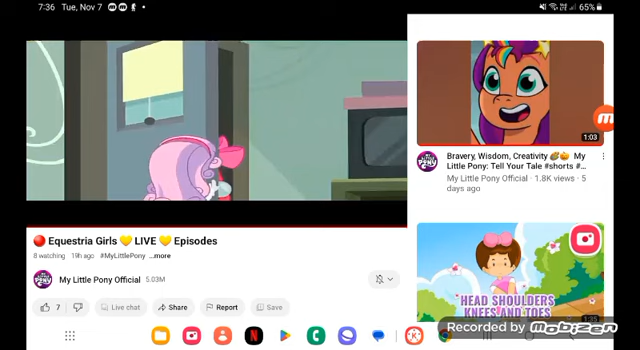 7:36 Tue, Nov 7
65%
1:03
Bravery, Wisdom, Creativity 🏈🎃 My
Little Pony: Tell Your Tale #shorts #...
My Little Pony Official · 1.8K views · 5
days ago
🔴 Equestria Girls 💛 LIVE 💛 Episodes
8 watching 19h ago #MyLittlePony ...more
My Little Pony Official 5.03M
7 Live chat Share Report Save
HEAD SHOULDERS
KNEES AND TOES
1:35
Recorded by mobizen